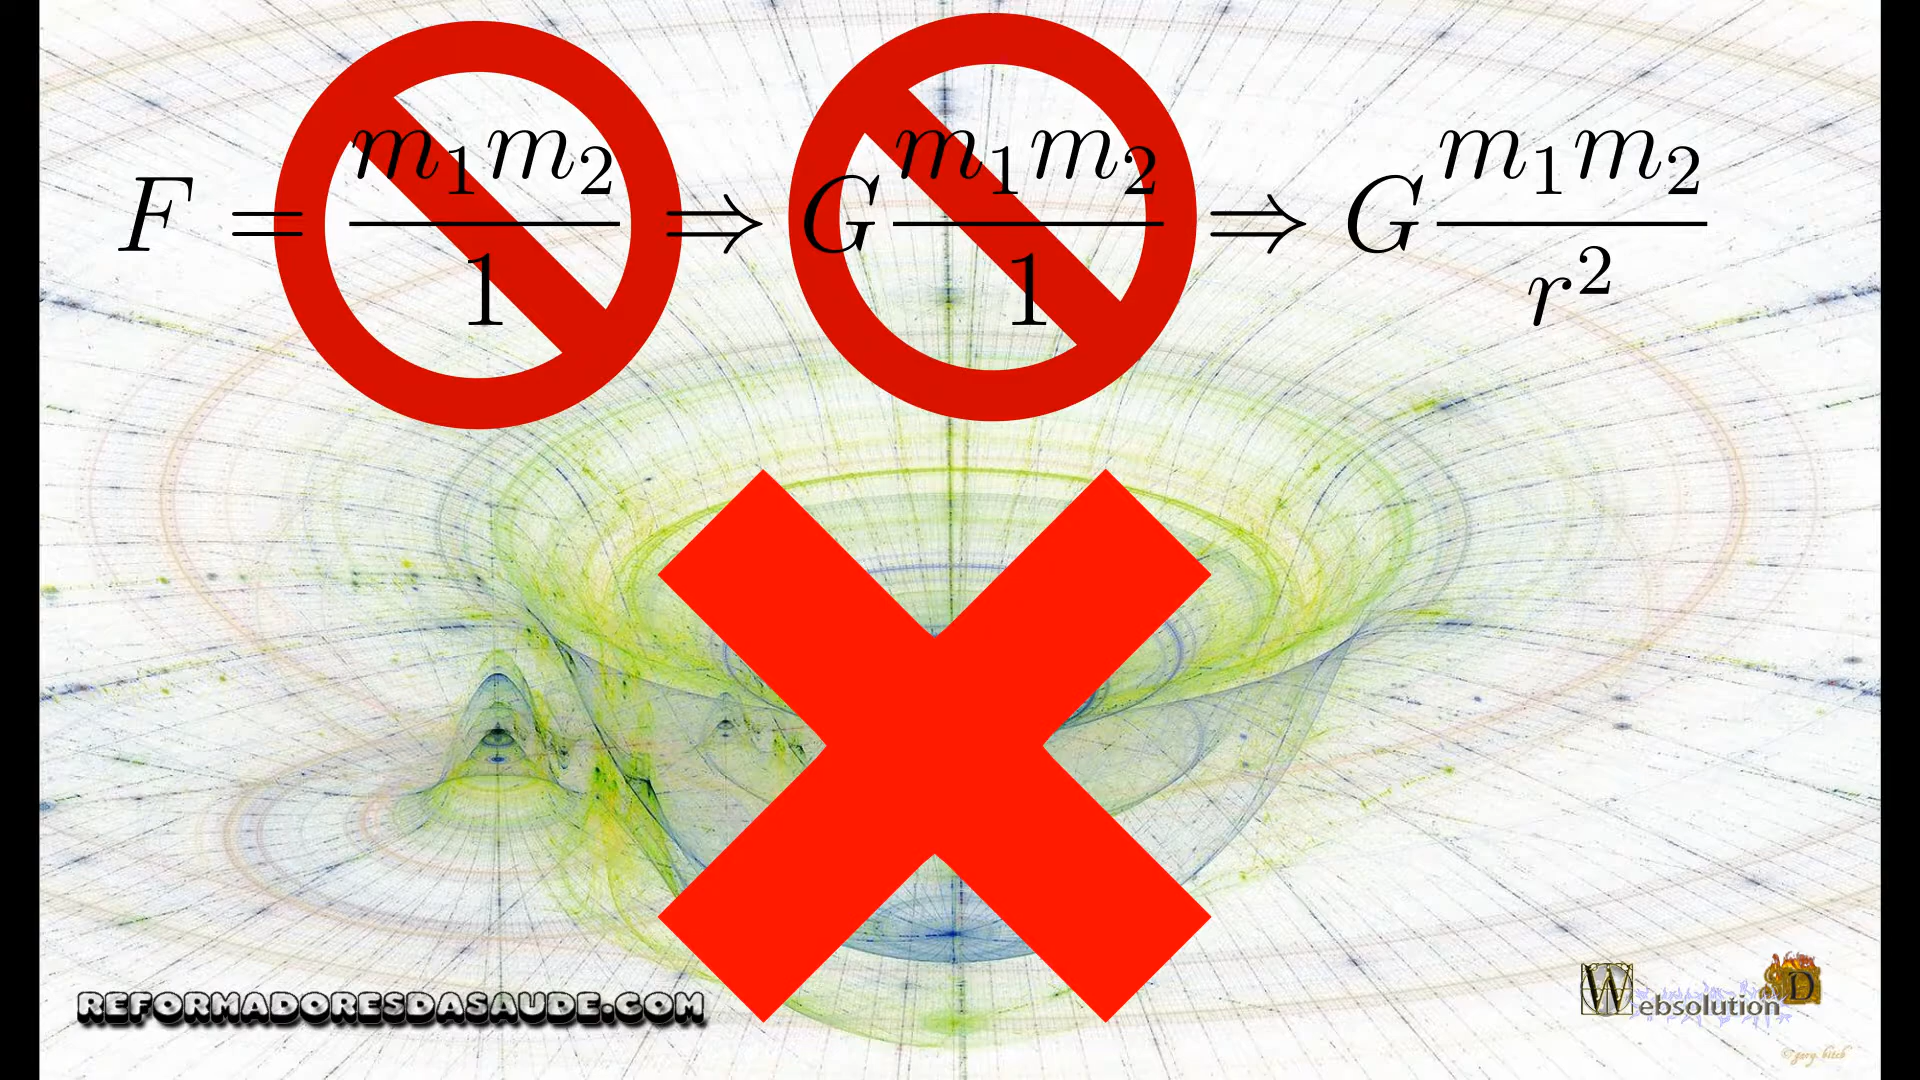 F = m₁m₂/1 ⇒ G m₁m₂/1 ⇒ G m₁m₂/r²
REFORMADORESDASAUDE.COM
Websolution D